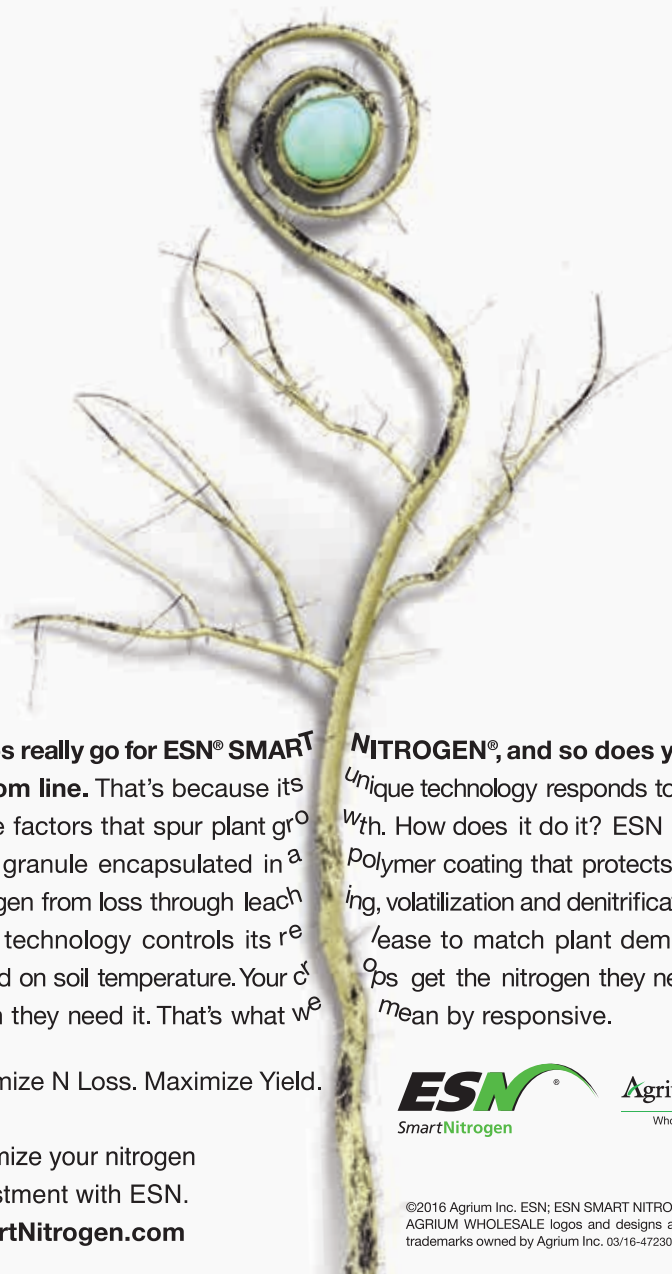 s really go for ESN® SMART NITROGEN®, and so does y
om line. That's because its unique technology responds to
e factors that spur plant growth. How does it do it? ESN
granule encapsulated in a polymer coating that protects
gen from loss through leaching, volatilization and denitrifica
technology controls its release to match plant dem
d on soil temperature. Your crops get the nitrogen they ne
n they need it. That's what we mean by responsive.
mize N Loss. Maximize Yield.
ESN®
SmartNitrogen
Agri
Who
mize your nitrogen
stment with ESN.
rtNitrogen.com
©2016 Agrium Inc. ESN; ESN SMART NITRO
AGRIUM WHOLESALE logos and designs a
trademarks owned by Agrium Inc. 03/16-47230